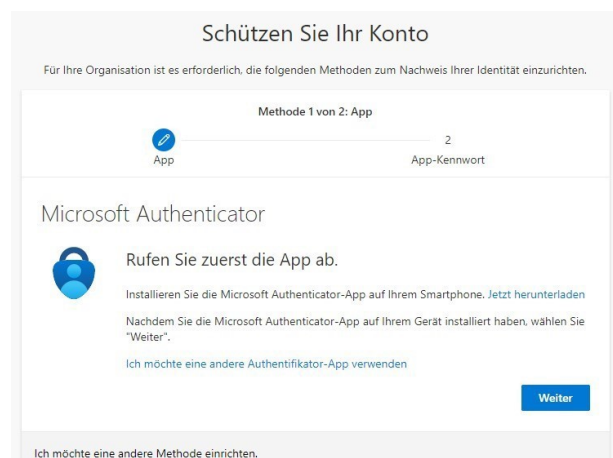 Schützen Sie Ihr Konto
Für Ihre Organisation ist es erforderlich, die folgenden Methoden zum Nachweis Ihrer Identität einzurichten.
Methode 1 von 2: App
App
2
App-Kennwort
Microsoft Authenticator
Rufen Sie zuerst die App ab.
Installieren Sie die Microsoft Authenticator-App auf Ihrem Smartphone. Jetzt herunterladen
Nachdem Sie die Microsoft Authenticator-App auf Ihrem Gerät installiert haben, wählen Sie
"Weiter".
Ich möchte eine andere Authentifikator-App verwenden
Weiter
Ich möchte eine andere Methode einrichten.